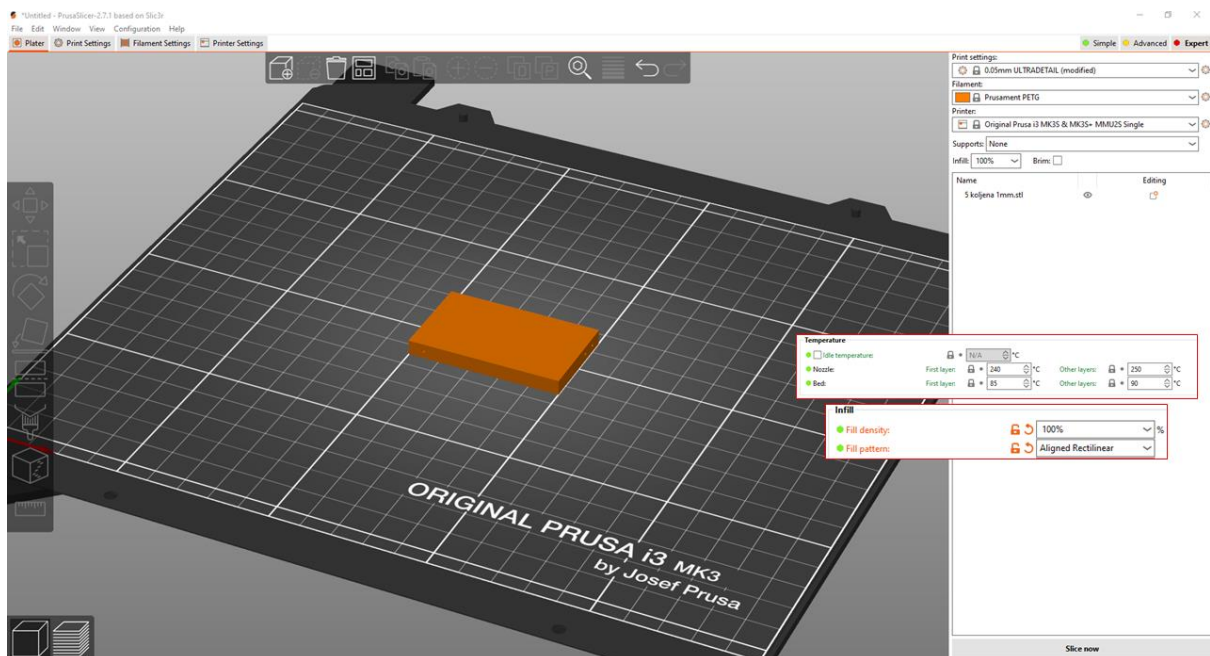 *Untitled - PrusaSlicer-2.7.1 based on Slic3r
File Edit Window View Configuration Help
Plater Print Settings Filament Settings Printer Settings
Simple Advanced Expert
Print settings:
0.05mm ULTRADETAIL (modified)
Filament:
Prusament PETG
Printer:
Original Prusa i3 MK3S & MK3S+ MMU2S Single
Supports: None
Infill: 100% Brim:
Name Editing
5 koljena 1mm.stl
Temperature
Idle temperature: N/A °C
Nozzle: First layer: 240 °C Other layers: 250 °C
Bed: First layer: 85 °C Other layers: 90 °C
Infill
Fill density: 100% %
Fill pattern: Aligned Rectilinear
ORIGINAL PRUSA i3 MK3
by Josef Prusa
Slice now